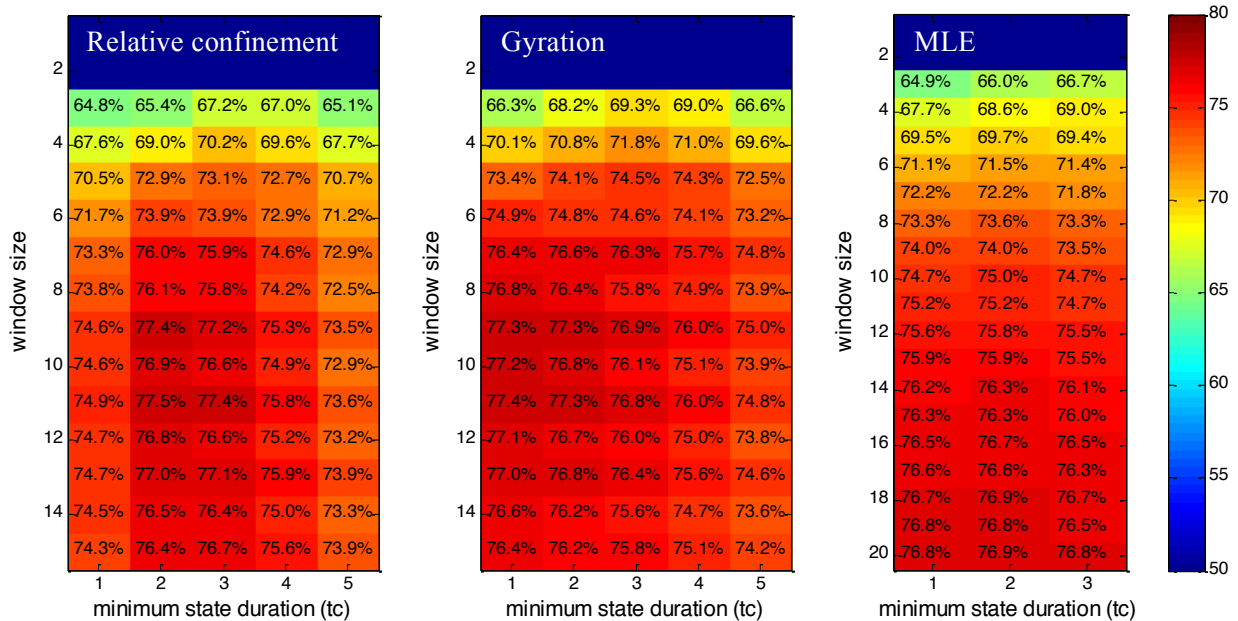 Relative confinement
window size
2
4
6
8
10
12
14
64.8% 65.4% 67.2% 67.0% 65.1%
67.6% 69.0% 70.2% 69.6% 67.7%
70.5% 72.9% 73.1% 72.7% 70.7%
71.7% 73.9% 73.9% 72.9% 71.2%
73.3% 76.0% 75.9% 74.6% 72.9%
73.8% 76.1% 75.8% 74.2% 72.5%
74.6% 77.4% 77.2% 75.3% 73.5%
74.6% 76.9% 76.6% 74.9% 72.9%
74.9% 77.5% 77.4% 75.8% 73.6%
74.7% 76.8% 76.6% 75.2% 73.2%
74.7% 77.0% 77.1% 75.9% 73.9%
74.5% 76.5% 76.4% 75.0% 73.3%
74.3% 76.4% 76.7% 75.6% 73.9%
1 2 3 4 5
minimum state duration (tc)
Gyration
window size
2
4
6
8
10
12
14
66.3% 68.2% 69.3% 69.0% 66.6%
70.1% 70.8% 71.8% 71.0% 69.6%
73.4% 74.1% 74.5% 74.3% 72.5%
74.9% 74.8% 74.6% 74.1% 73.2%
76.4% 76.6% 76.3% 75.7% 74.8%
76.8% 76.4% 75.8% 74.9% 73.9%
77.3% 77.3% 76.9% 76.0% 75.0%
77.2% 76.8% 76.1% 75.1% 73.9%
77.4% 77.3% 76.8% 76.0% 74.8%
77.1% 76.7% 76.0% 75.0% 73.8%
77.0% 76.8% 76.4% 75.6% 74.6%
76.6% 76.2% 75.6% 74.7% 73.6%
76.4% 76.2% 75.8% 75.1% 74.2%
1 2 3 4 5
minimum state duration (tc)
MLE
window size
2
4
6
8
10
12
14
16
18
20
64.9% 66.0% 66.7%
67.7% 68.6% 69.0%
69.5% 69.7% 69.4%
71.1% 71.5% 71.4%
72.2% 72.2% 71.8%
73.3% 73.6% 73.3%
74.0% 74.0% 73.5%
74.7% 75.0% 74.7%
75.2% 75.2% 74.7%
75.6% 75.8% 75.5%
75.9% 75.9% 75.5%
76.2% 76.3% 76.1%
76.3% 76.3% 76.0%
76.5% 76.7% 76.5%
76.6% 76.6% 76.3%
76.7% 76.9% 76.7%
76.8% 76.8% 76.5%
76.8% 76.9% 76.8%
1 2 3
minimum state duration (tc)
80
75
70
65
60
55
50